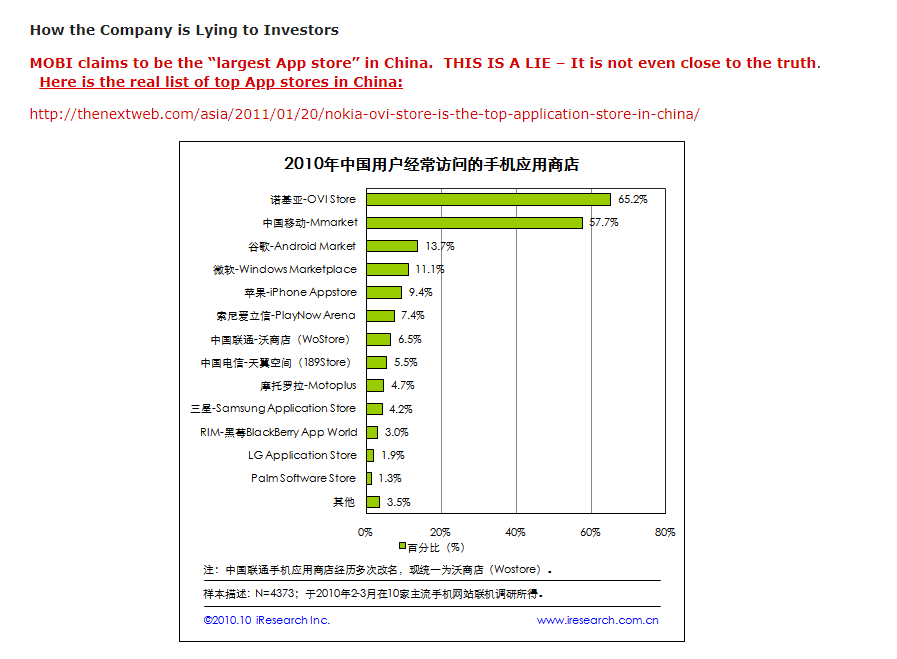 How the Company is Lying to Investors
MOBI claims to be the “largest App store” in China.  THIS IS A LIE – It is not even close to the truth.
Here is the real list of top App stores in China:
http://thenextweb.com/asia/2011/01/20/nokia-ovi-store-is-the-top-application-store-in-china/
2010年中国用户经常访问的手机应用商店
诺基亚-OVI Store 65.2%
中国移动-Mmarket 57.7%
谷歌-Android Market 13.7%
微软-Windows Marketplace 11.1%
苹果-iPhone Appstore 9.4%
索尼爱立信-PlayNow Arena 7.4%
中国联通-沃商店（WoStore） 6.5%
中国电信-天翼空间（189Store） 5.5%
摩托罗拉-Motoplus 4.7%
三星-Samsung Application Store 4.2%
RIM-黑莓BlackBerry App World 3.0%
LG Application Store 1.9%
Palm Software Store 1.3%
其他 3.5%
0% 20% 40% 60% 80%
百分比（%）
注：中国联通手机应用商店经历多次改名，现统一为沃商店（Wostore）.
样本描述：N=4373；于2010年2-3月在10家主流手机网站联机调研所得.
©2010.10 iResearch Inc. www.iresearch.com.cn